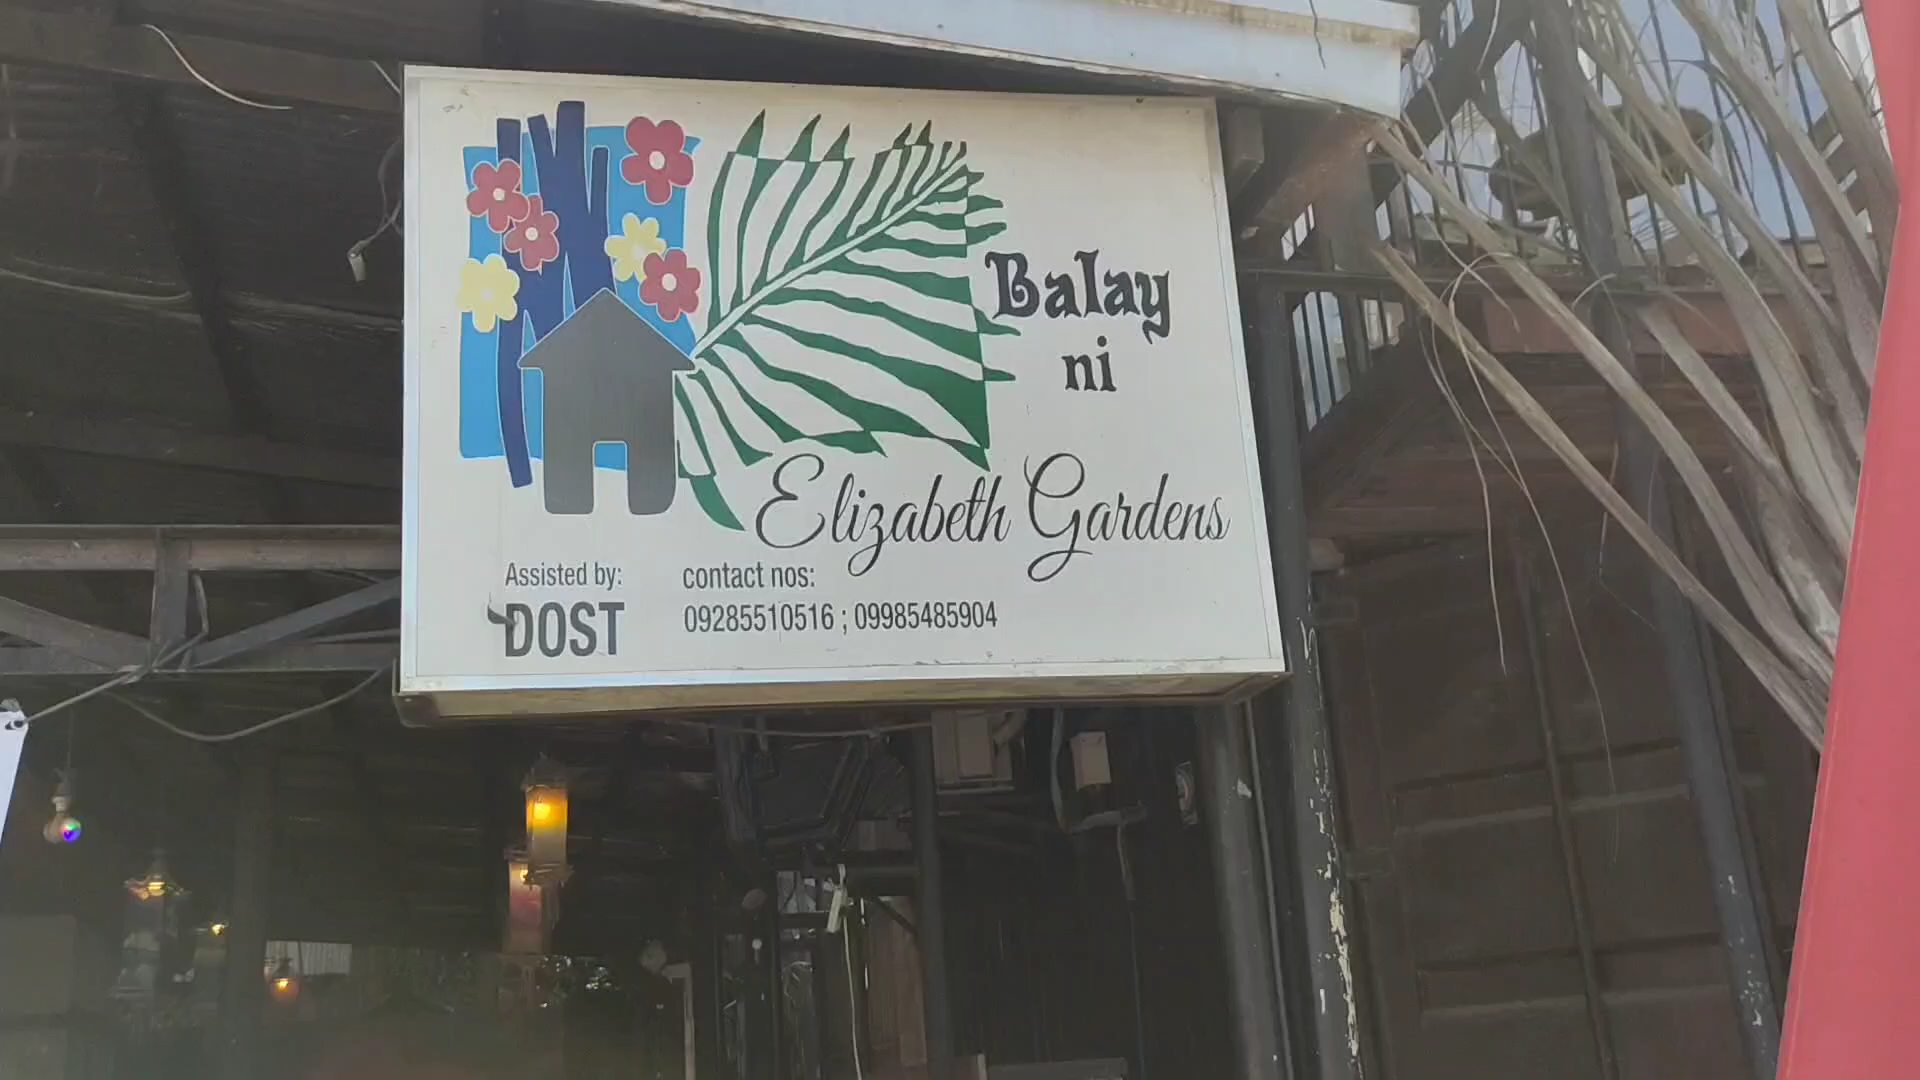 Balay
ni
Elizabeth Gardens
Assisted by:
DOST
contact nos:
09285510516 ; 09985485904